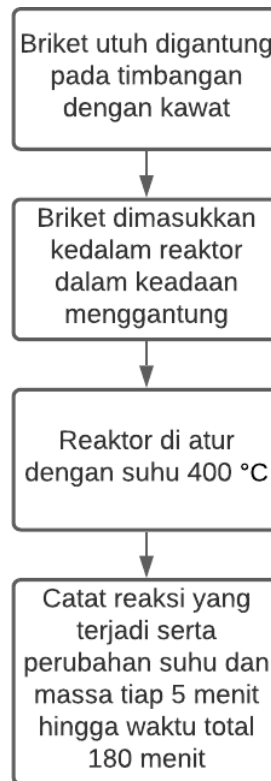 Briket utuh digantung
pada timbangan
dengan kawat
Briket dimasukkan
kedalam reaktor
dalam keadaan
menggantung
Reaktor di atur
dengan suhu 400 °C
Catat reaksi yang
terjadi serta
perubahan suhu dan
massa tiap 5 menit
hingga waktu total
180 menit